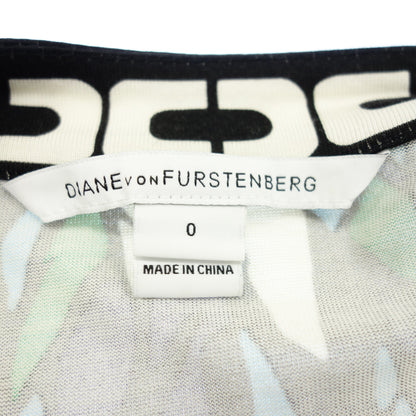 DIANE VON FURSTENBERG
0
MADE IN CHINA